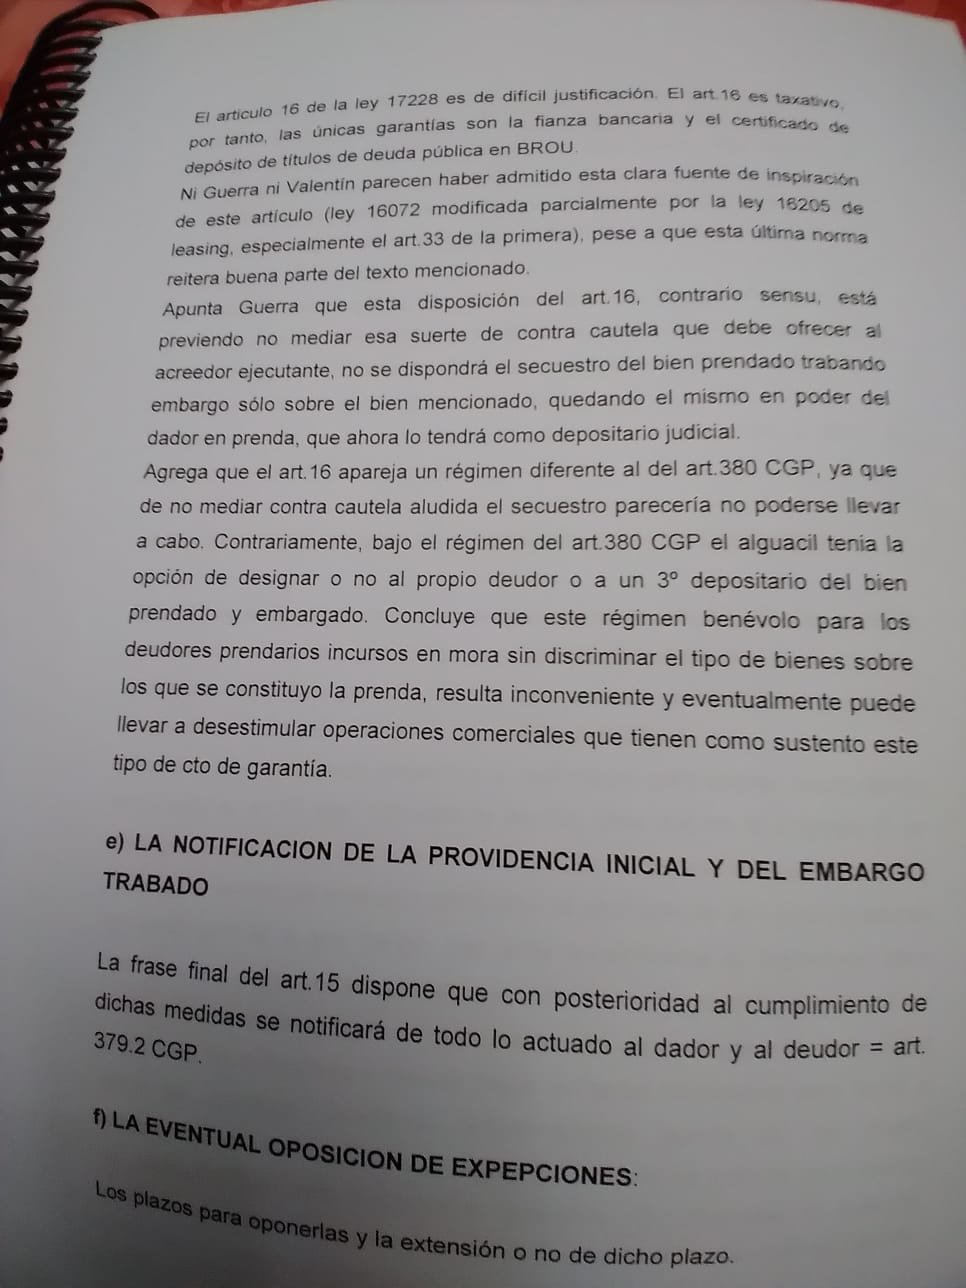 El articulo 16 de la ley 17228 es de difícil justificación. El art.16 es taxativo,
por tanto, las únicas garantías son la fianza bancaria y el certificado de
depósito de títulos de deuda pública en BROU.
Ni Guerra ni Valentín parecen haber admitido esta clara fuente de inspiración
de este artículo (ley 16072 modificada parcialmente por la ley 16205 de
leasing, especialmente el art.33 de la primera), pese a que esta última norma
reitera buena parte del texto mencionado.
Apunta Guerra que esta disposición del art.16, contrario sensu, está
previendo no mediar esa suerte de contra cautela que debe ofrecer al
acreedor ejecutante, no se dispondrá el secuestro del bien prendado trabando
embargo sólo sobre el bien mencionado, quedando el mismo en poder del
dador en prenda, que ahora lo tendrá como depositario judicial.
Agrega que el art.16 apareja un régimen diferente al del art.380 CGP, ya que
de no mediar contra cautela aludida el secuestro parecería no poderse llevar
a cabo. Contrariamente, bajo el régimen del art.380 CGP el alguacil tenia la
opción de designar o no al propio deudor o a un 3º depositario del bien
prendado y embargado. Concluye que este régimen benévolo para los
deudores prendarios incursos en mora sin discriminar el tipo de bienes sobre
los que se constituyo la prenda, resulta inconveniente y eventualmente puede
llevar a desestimular operaciones comerciales que tienen como sustento este
tipo de cto de garantía.
e) LA NOTIFICACION DE LA PROVIDENCIA INICIAL Y DEL EMBARGO
TRABADO
La frase final del art.15 dispone que con posterioridad al cumplimiento de
dichas medidas se notificará de todo lo actuado al dador y al deudor = art.
379.2 CGP.
f) LA EVENTUAL OPOSICION DE EXPEPCIONES:
Los plazos para oponerlas y la extensión o no de dicho plazo.